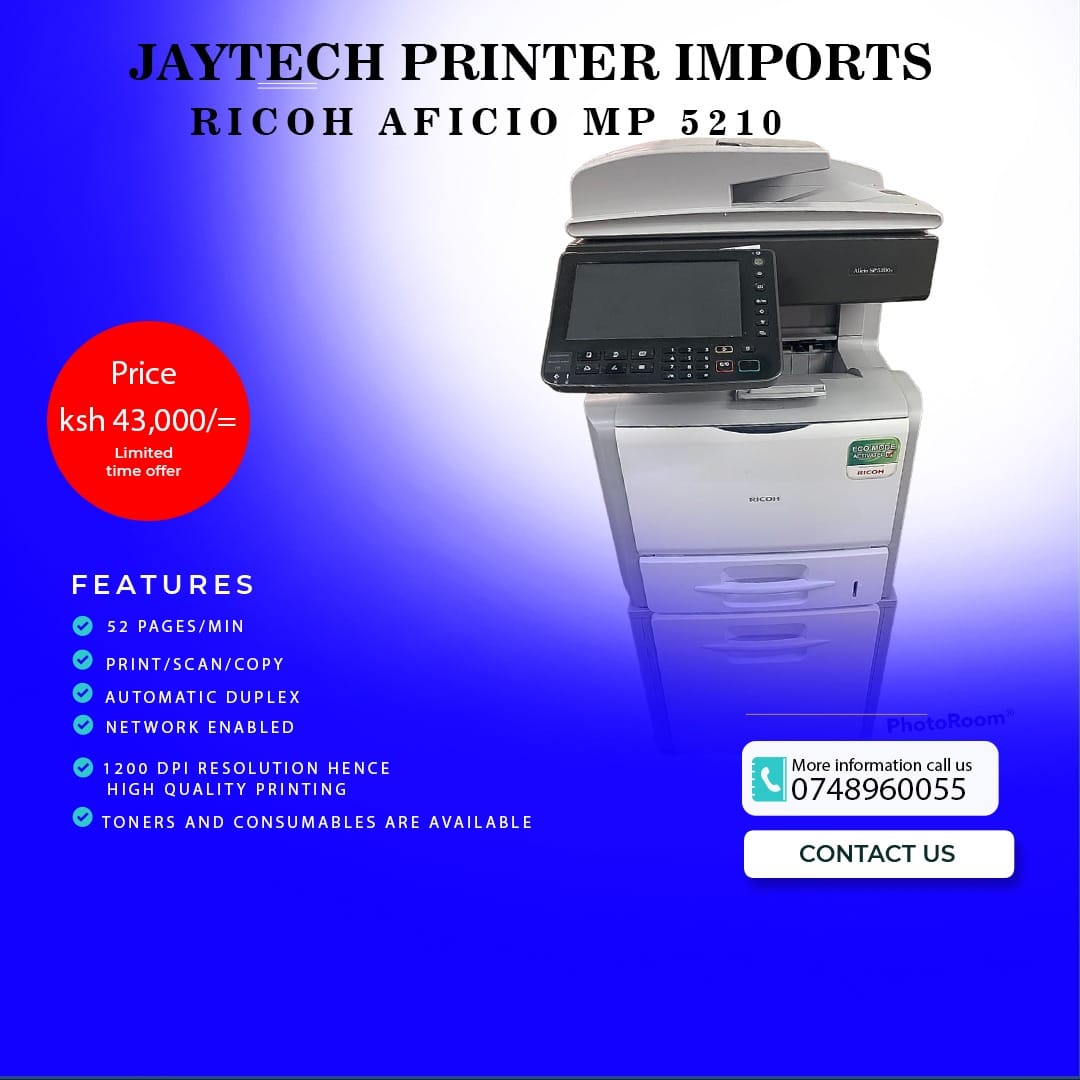 JAYTECH PRINTER IMPORTS
RICOH AFICIO MP 5210
Price
ksh 43,000/=
Limited
time offer
ECO MODE
ACTIVATED
RICOH
RICOH
FEATURES
52 PAGES/MIN
PRINT/SCAN/COPY
AUTOMATIC DUPLEX
NETWORK ENABLED
1200 DPI RESOLUTION HENCE
HIGH QUALITY PRINTING
TONERS AND CONSUMABLES ARE AVAILABLE
PhotoRoom®
More information call us
0748960055
CONTACT US